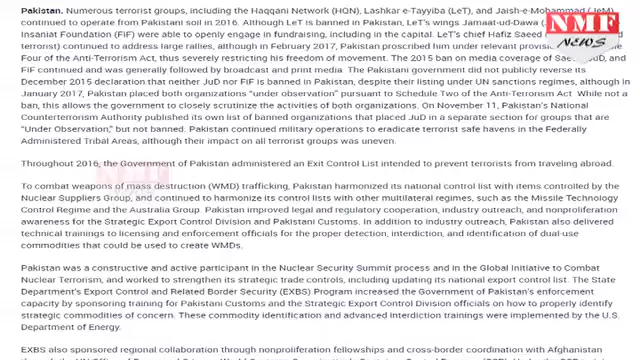 Pakistan. Numerous terrorist groups, including the Haqqani Network (HQN), Lashkar e-Tayyiba (LeT), and Jaish-e-Mohammad (JeM)
continued to operate from Pakistani soil in 2016. Although LeT is banned in Pakistan, LeT's wings Jamaat-ud-Dawa
Insaniat Foundation (FIF) were able to openly engage in fundraising, including in the capital. LeT's chief Hafiz Saeed
terrorist) continued to address large rallies, although in February 2017, Pakistan proscribed him under relevant
Four of the Anti-Terrorism Act, thus severely restricting his freedom of movement. The 2015 ban on media coverage of JuD, and
FIF continued and was generally followed by broadcast and print media. The Pakistani government did not publicly reverse its
December 2015 declaration that neither JuD nor FIF is banned in Pakistan, despite their listing under UN sanctions regimes, although in
January 2017, Pakistan placed both organizations "under observation" pursuant to Schedule Two of the Anti-Terrorism Act. While not a
ban, this allows the government to closely scrutinize the activities of both organizations. On November 11, Pakistan's National
Counterterrorism Authority published its own list of banned organizations that placed JuD in a separate section for groups that are
"Under Observation," but not banned. Pakistan continued military operations to eradicate terrorist safe havens in the Federally
Administered Tribal Areas, although their impact on all terrorist groups was uneven.
Throughout 2016, the Government of Pakistan administered an Exit Control List intended to prevent terrorists from traveling abroad.
To combat weapons of mass destruction (WMD) trafficking, Pakistan harmonized its national control list with items controlled by the
Nuclear Suppliers Group, and continued to harmonize its controls with other multilateral regimes, such as the Missile Technology
Control Regime and the Australia Group. Pakistan improved legal and regulatory cooperation, industry outreach, and nonproliferation
awareness for the Strategic Export Control Division and Pakistani Customs. In addition to industry outreach, Pakistan also delivered
technical trainings to licensing and enforcement officials for the proper detection, interdiction, and identification of dual-use
commodities that could be used to create WMDs.
Pakistan was a constructive and active participant in the Nuclear Security Summit process and in the Global Initiative to Combat
Nuclear Terrorism, and worked to strengthen its strategic trade controls, including updating its national export control list. The State
Department's Export Control and Related Border Security (EXBS) Program increased the Government of Pakistan's enforcement
capacity by sponsoring training for Pakistani Customs and the Strategic Export Control Division officials on how to properly identify
strategic commodities of concern. These commodity identification and advanced interdiction trainings were implemented by the U.S.
Department of Energy.
EXBS also sponsored regional collaboration through nonproliferation fellowships and cross-border coordination with Afghanistan
NMF
NEWS